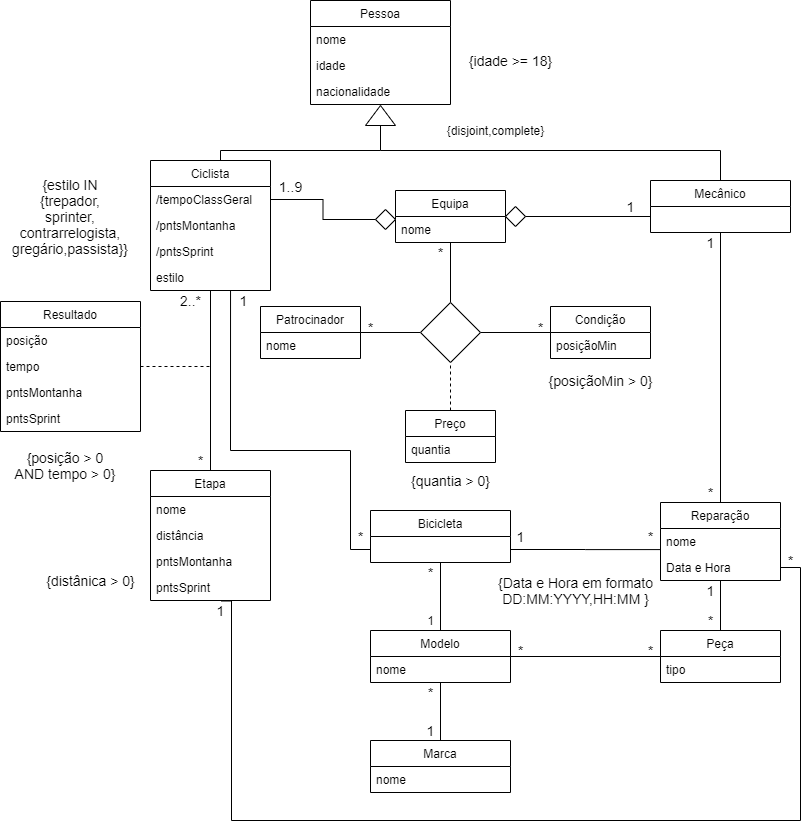 Pessoa
nome
idade
nacionalidade
{idade >= 18}
{disjoint,complete}
Ciclista
/tempoClassGeral
/pntsMontanha
/pntsSprint
estilo
{estilo IN
{trepador,
sprinter,
contrarrelogista,
gregário,passista}}
1..9
Equipa
nome
1
Mecânico
*
1
2..*
1
Resultado
posição
tempo
pntsMontanha
pntsSprint
Patrocinador
nome
*
*
Condição
posiçãoMin
{posiçãoMin > 0}
Preço
quantia
{quantia > 0}
{posição > 0
AND tempo > 0}
*
Etapa
nome
distância
pntsMontanha
pntsSprint
{distânica > 0}
1
*
Bicicleta
1
*
*
Reparação
nome
Data e Hora
*
{Data e Hora em formato
DD:MM:YYYY,HH:MM }
*
1
1
*
Modelo
nome
*
*
Peça
tipo
*
1
Marca
nome